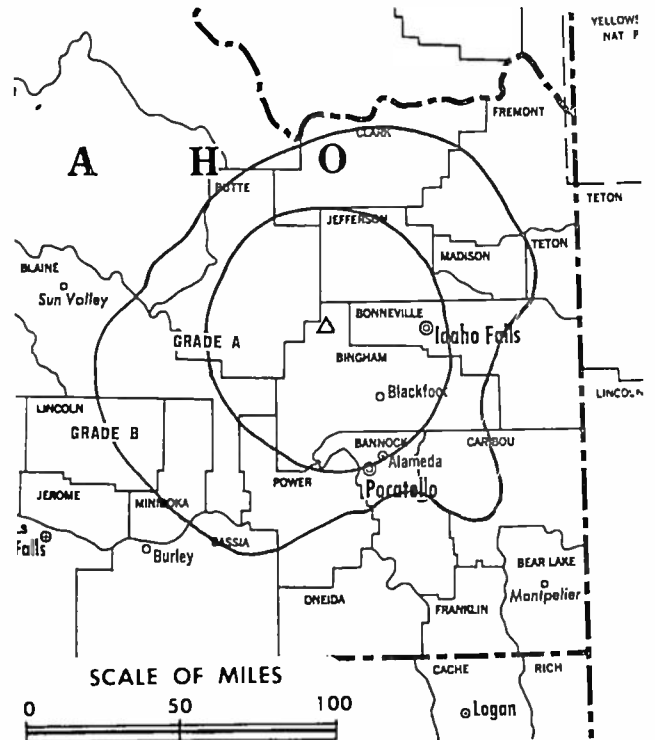 YELLOWS
NAT P
FREMONT
CLARK
A H O
BUTTE
TETON
JEFFERSON
TETON
MADISON
BLAINE
Sun Valley
BONNEVILLE
GRADE A
Idaho Falls
BINGHAM
Blackfoot
LINCOLN
LINCOLN
GRADE B
BANNOCK
CARIBOU
Alameda
POWER
Pocatello
JEROME
MINIDOKA
Falls
CASSIA
Burley
BEAR LAKE
Montpelier
ONEIDA
FRANKLIN
CACHE
RICH
SCALE OF MILES
0 50 100
Logan